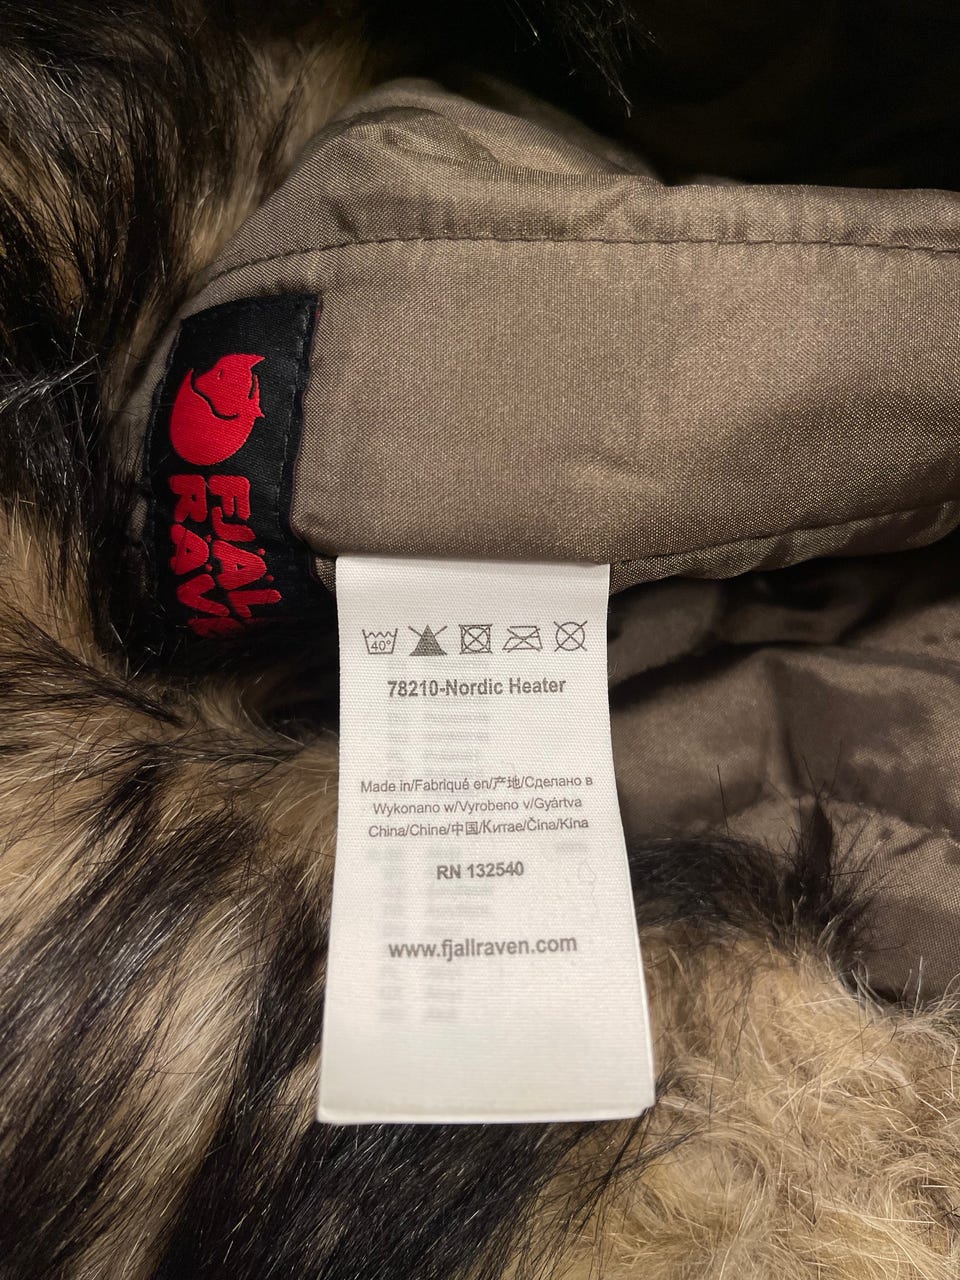 FJÄLL
RÄV
40°
78210-Nordic Heater
Made in/Fabriqué en/产地/Сделано в
Wykonano w/Vyrobeno v/Gyártva
China/Chine/中国/Китае/Čína/Kína
RN 132540
www.fjallraven.com